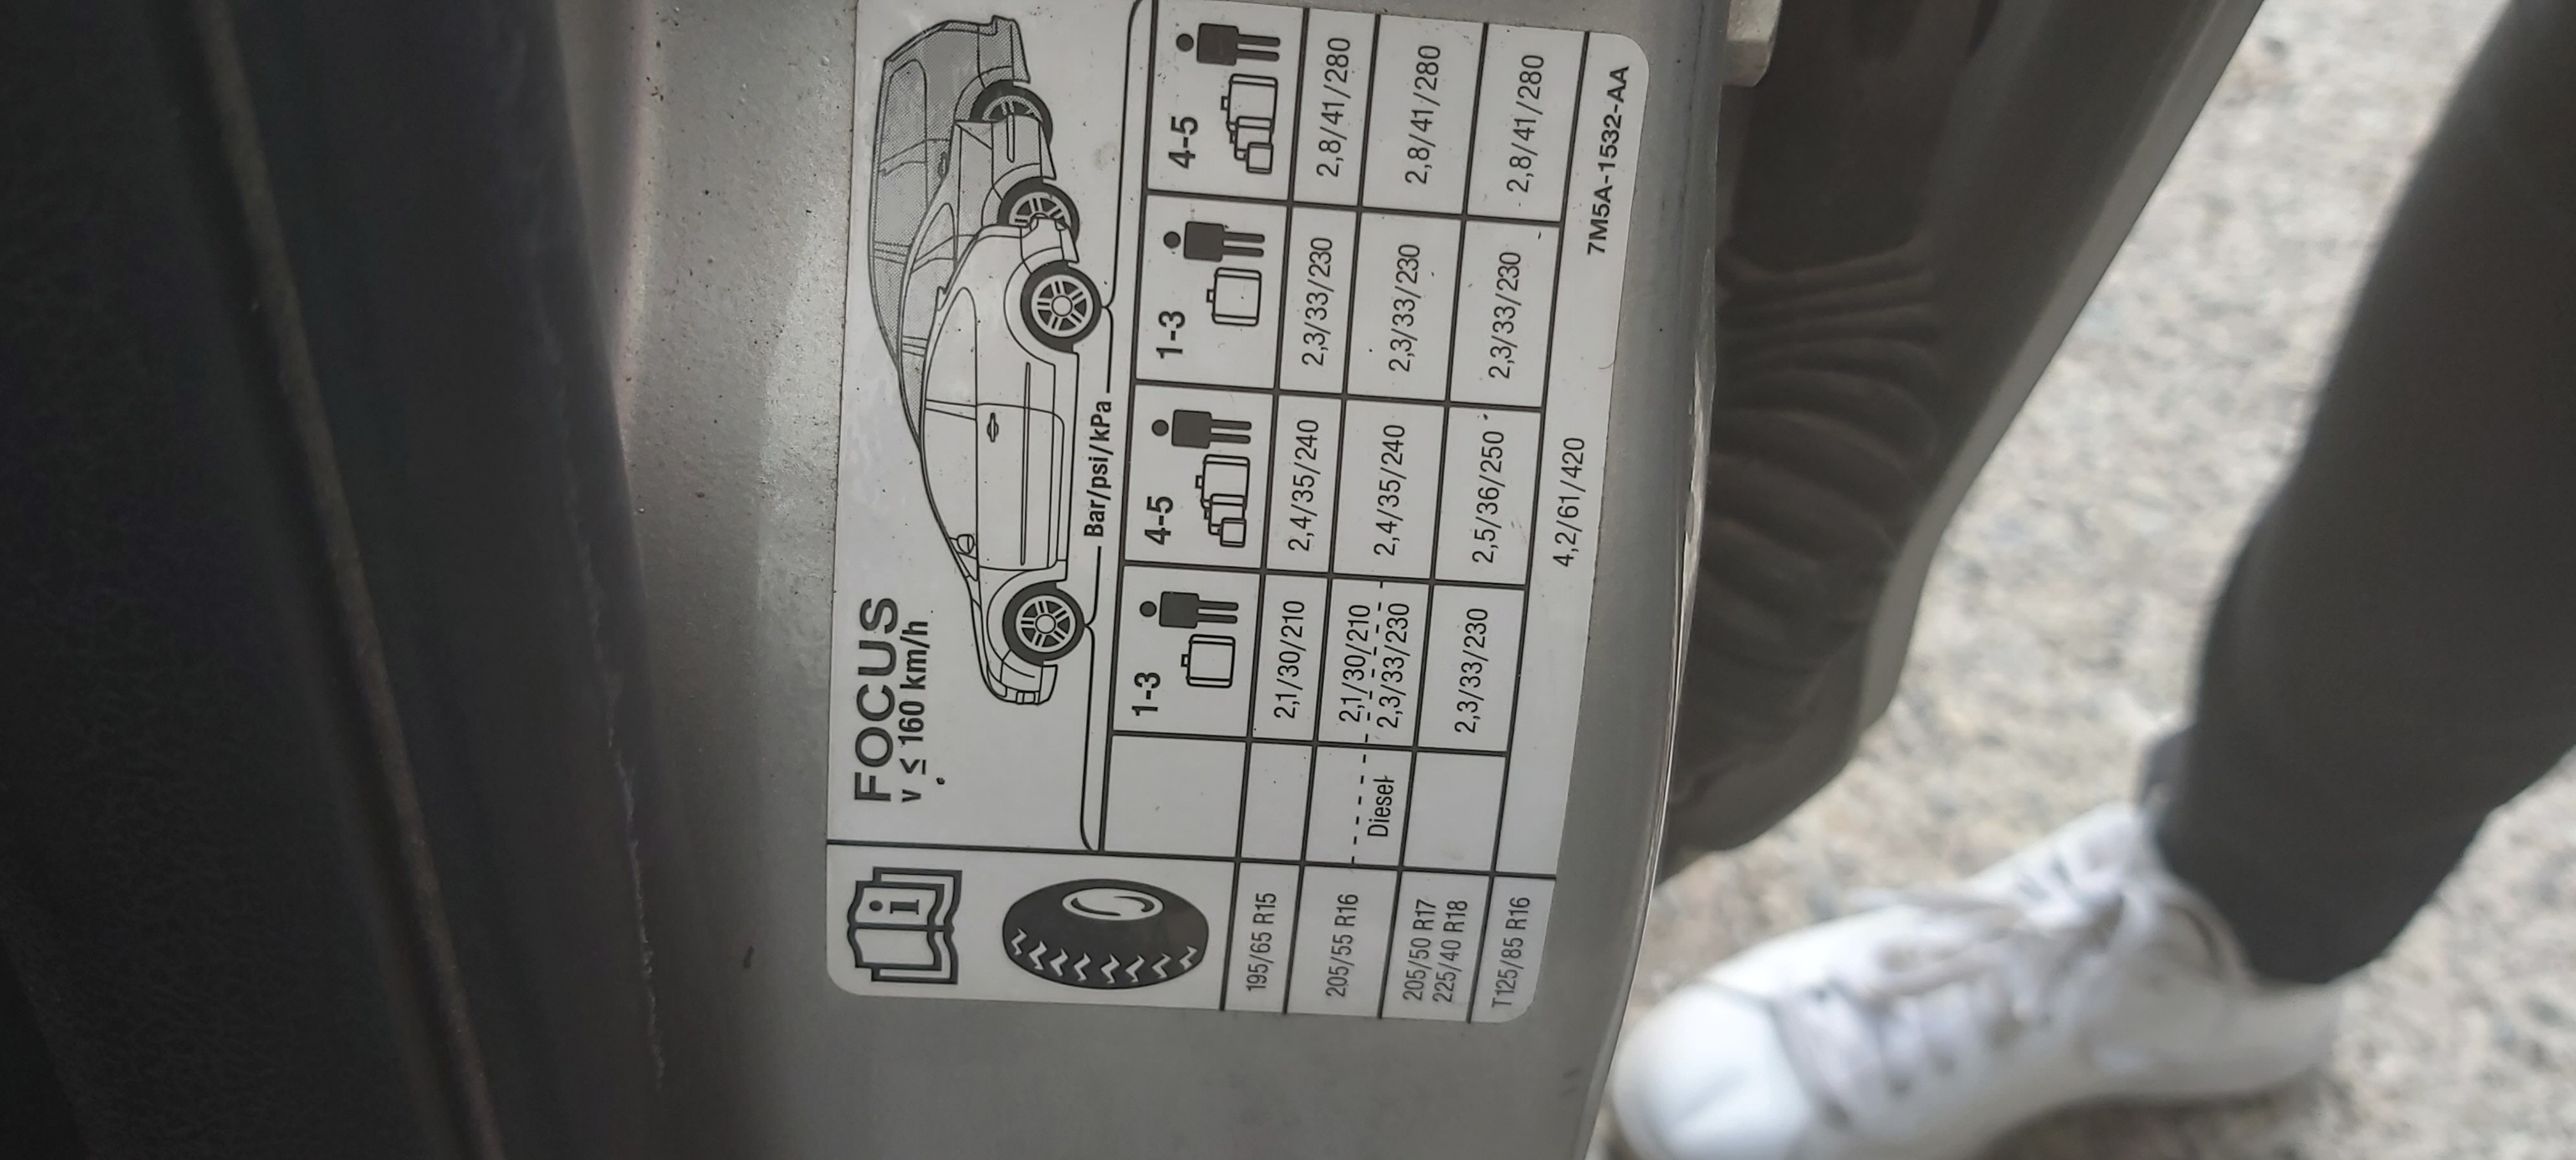 FOCUS
v ≤ 160 km/h
Bar/psi/kPa
1-3 4-5 1-3 4-5
195/65 R15 2,1/30/210 2,4/35/240 2,3/33/230 2,8/41/280
205/55 R16 2,1/30/210 2,4/35/240 2,3/33/230 2,8/41/280
Diesel 2,3/33/230
205/50 R17 2,3/33/230 2,5/36/250 2,3/33/230 2,8/41/280
225/40 R18
T125/85 R16 4,2/61/420
7M5A-1532-AA